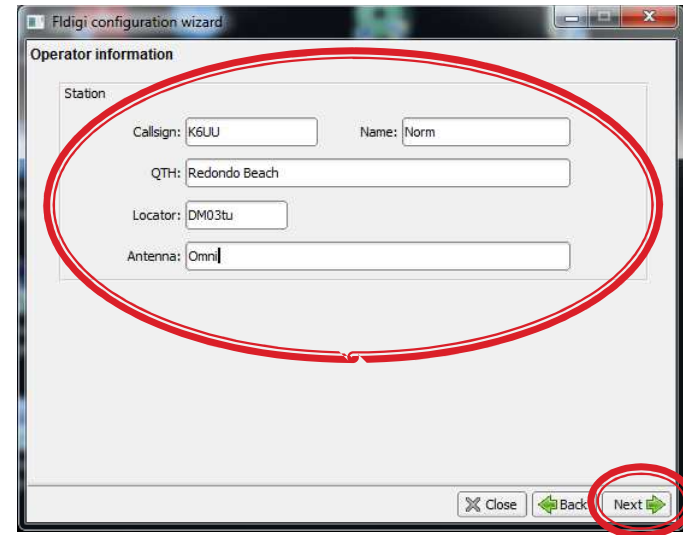 Fldigi configuration wizard
Operator information
Station
Callsign: K6UU Name: Norm
QTH: Redondo Beach
Locator: DM03tu
Antenna: Omni
Close Back Next